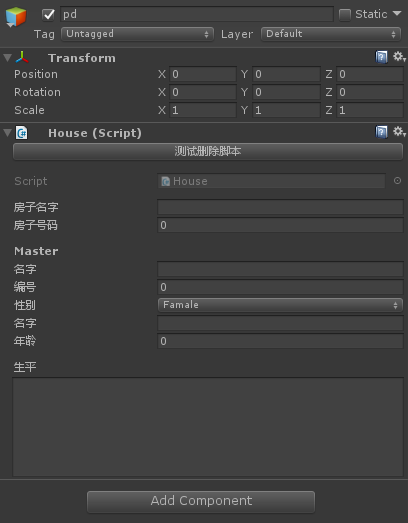 pd Static
Tag Untagged Layer Default
Transform
Position X 0 Y 0 Z 0
Rotation X 0 Y 0 Z 0
Scale X 1 Y 1 Z 1
House (Script)
测试删除脚本
Script House
房子名字
房子号码 0
Master
名字
编号 0
性别 Famale
名字
年龄 0
生平
Add Component